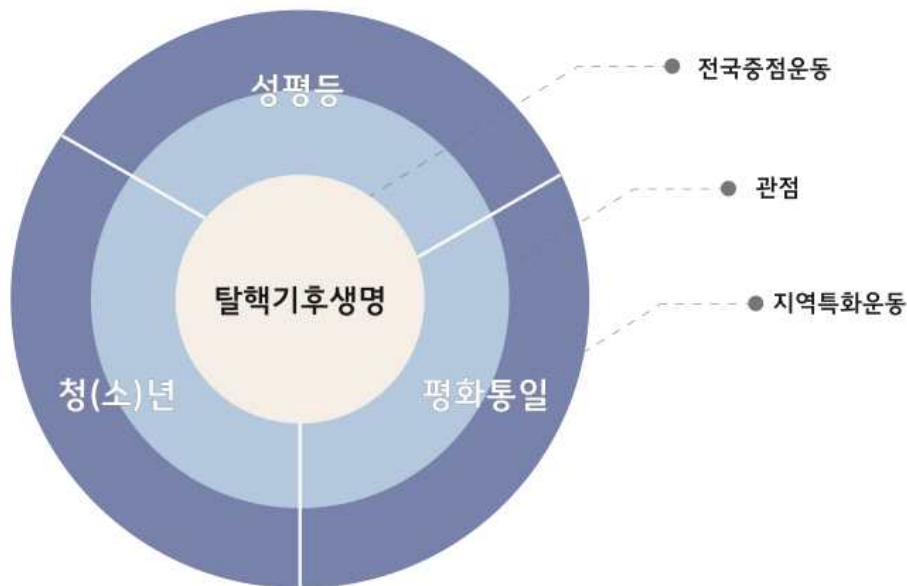 성평등
전국중점운동
관점
탈핵기후생명
지역특화운동
청(소)년
평화통일